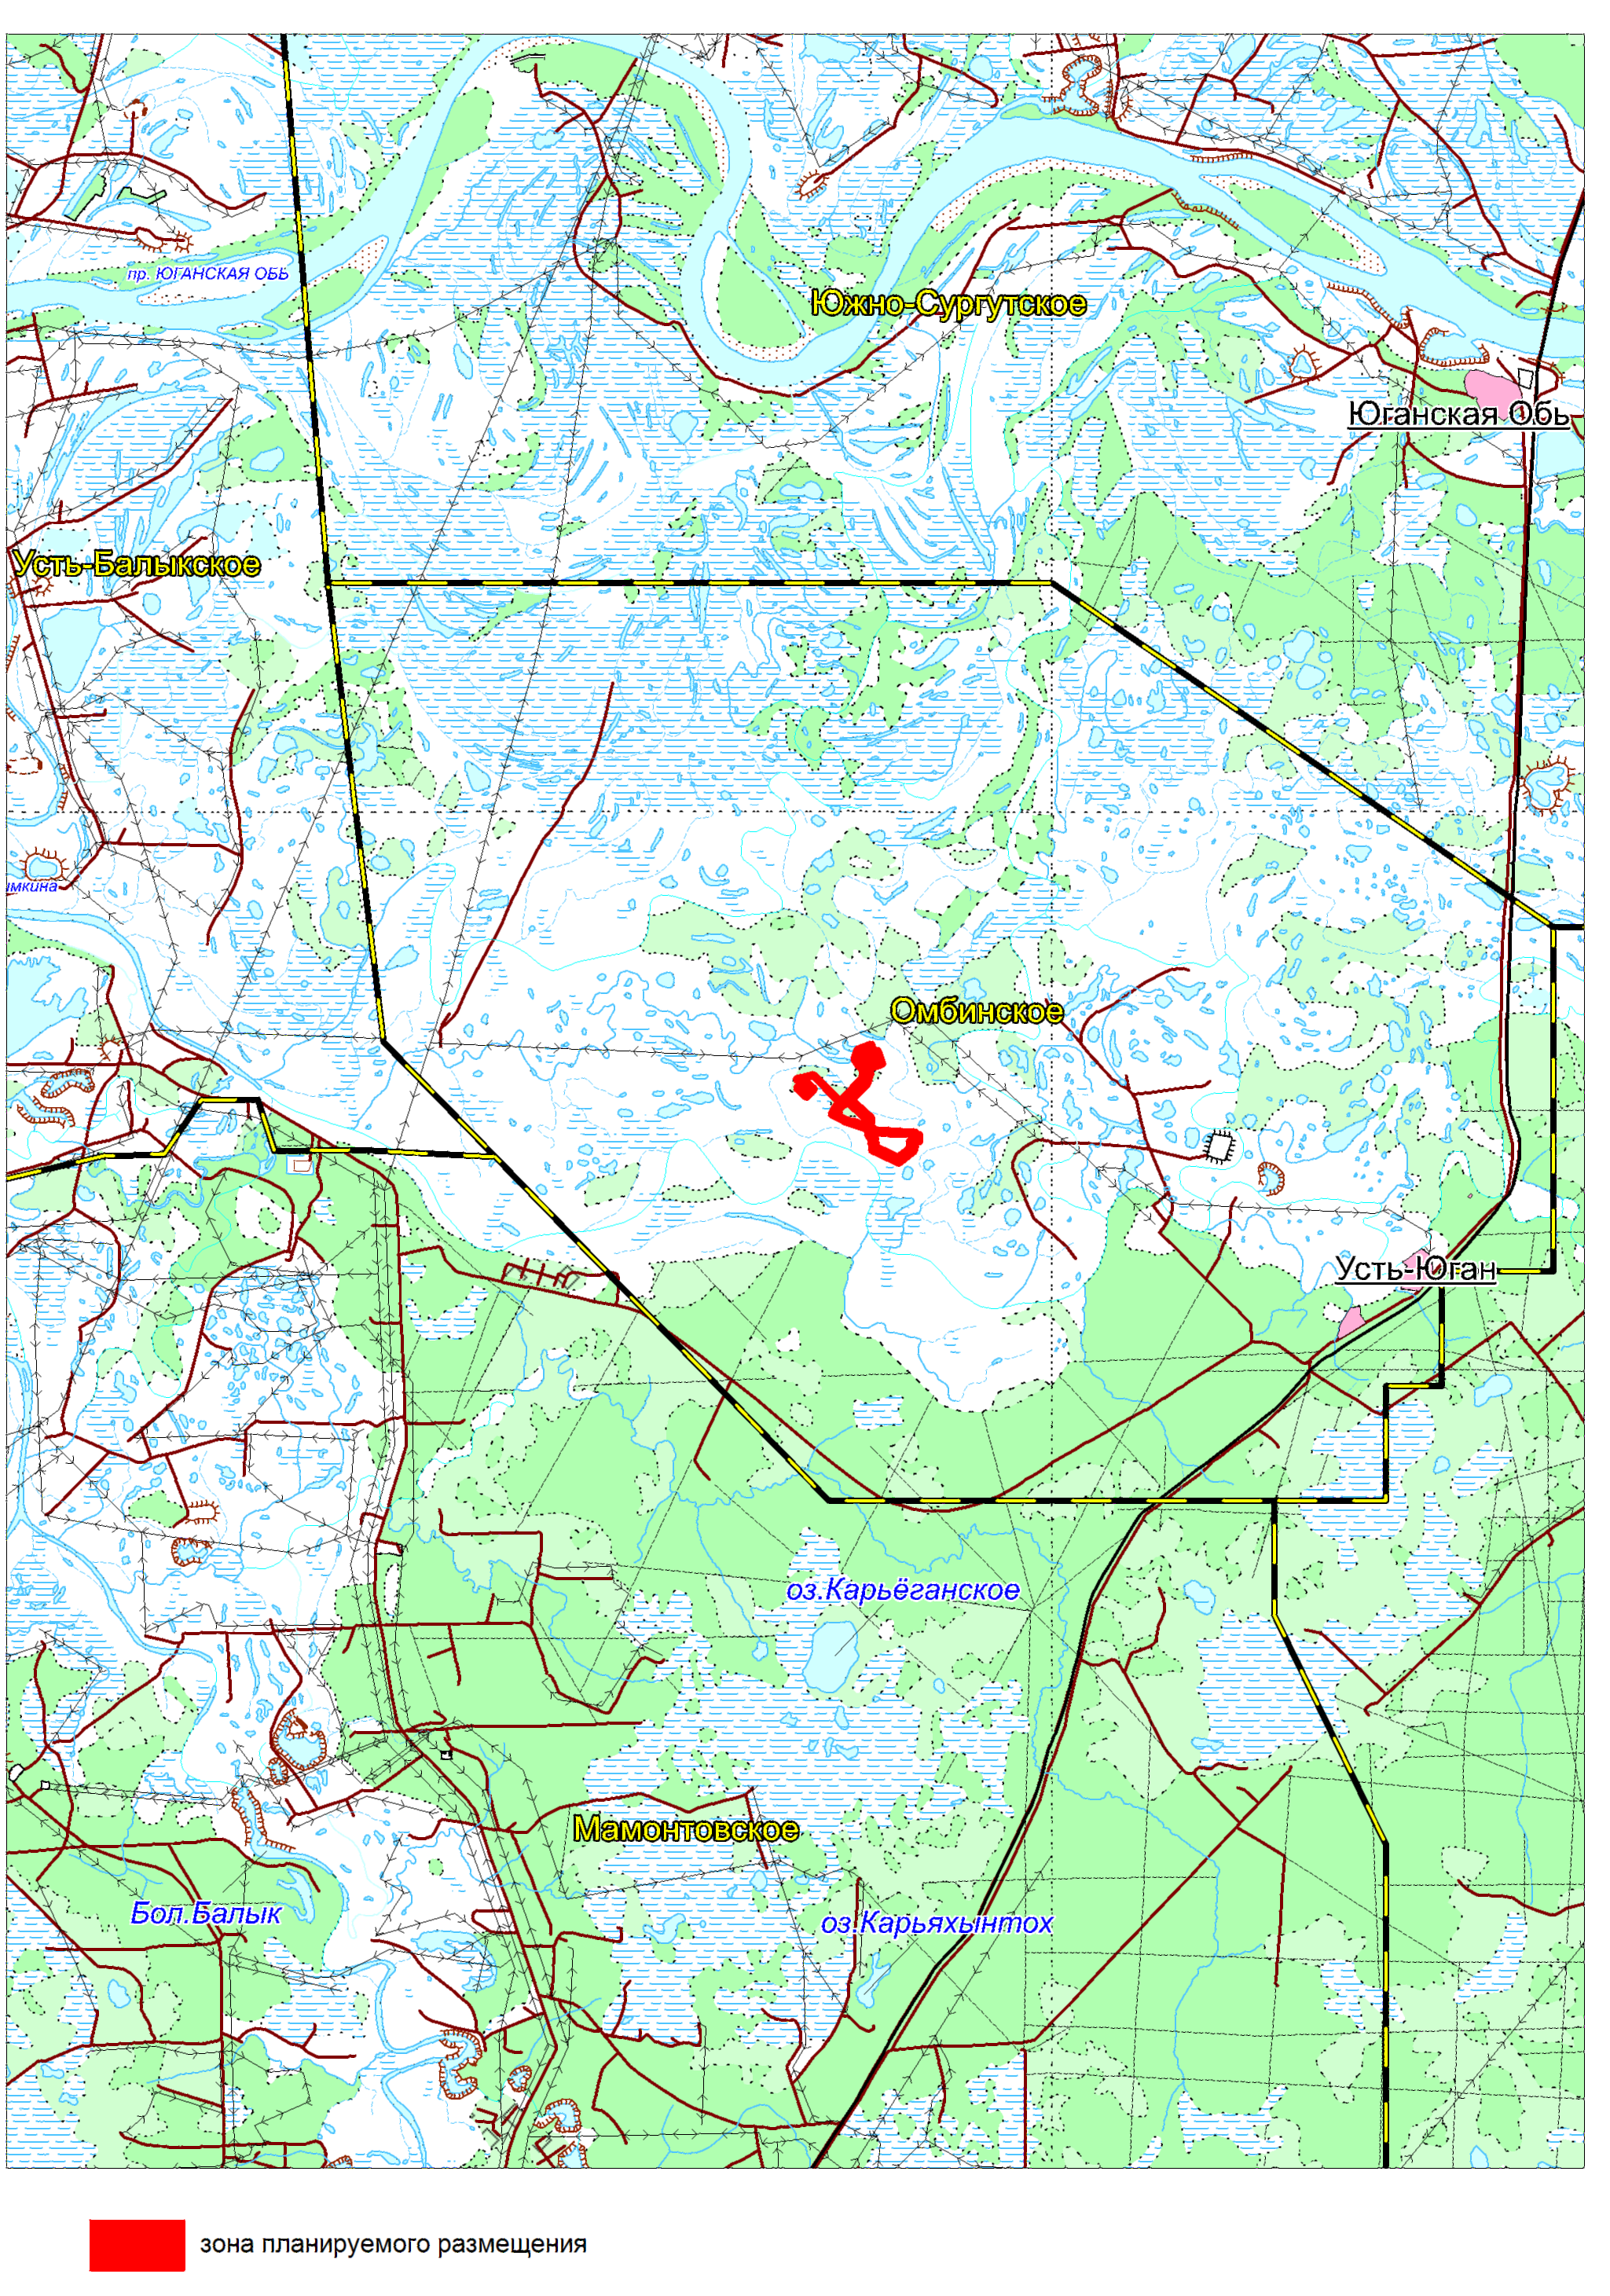 пр. ЮГАНСКАЯ ОБЬ
Южно-Сургутское
Юганская Обь
Усть-Балыкское
имкина
Омбинское
Усть-Юган
оз.Карьёганское
Мамонтовское
Бол.Балык
оз.Карьяхынтох
зона планируемого размещения